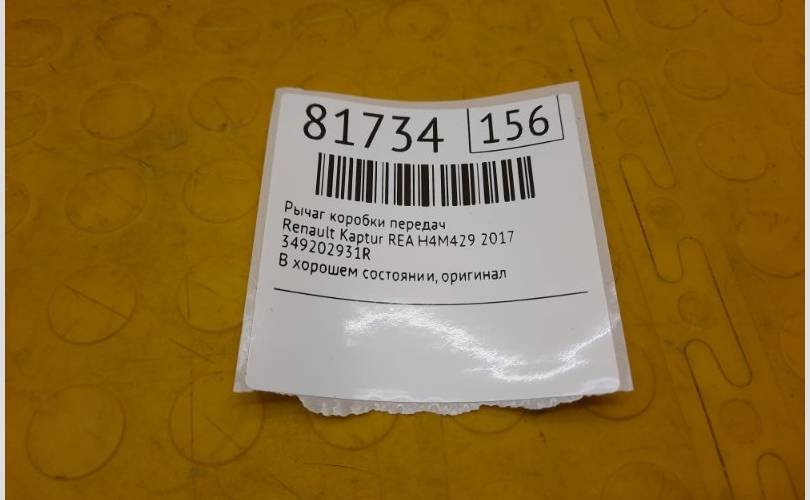 81734 156
Рычаг коробки передач
Renault Kaptur REA H4M429 2017
349202931R
В хорошем состоянии, оригинал